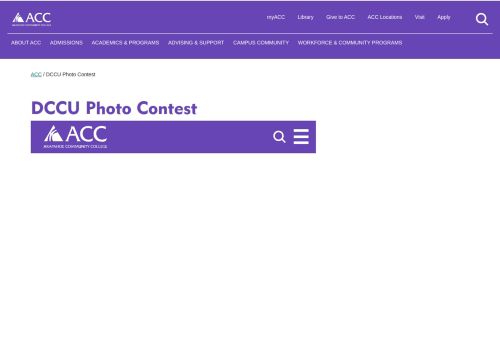 ACC
ARAPAHOE COMMUNITY COLLEGE
myACC Library Give to ACC ACC Locations Visit Apply
ABOUT ACC ADMISSIONS ACADEMICS & PROGRAMS ADVISING & SUPPORT CAMPUS COMMUNITY WORKFORCE & COMMUNITY PROGRAMS
ACC / DCCU Photo Contest
DCCU Photo Contest
ACC
ARAPAHOE COMMUNITY COLLEGE